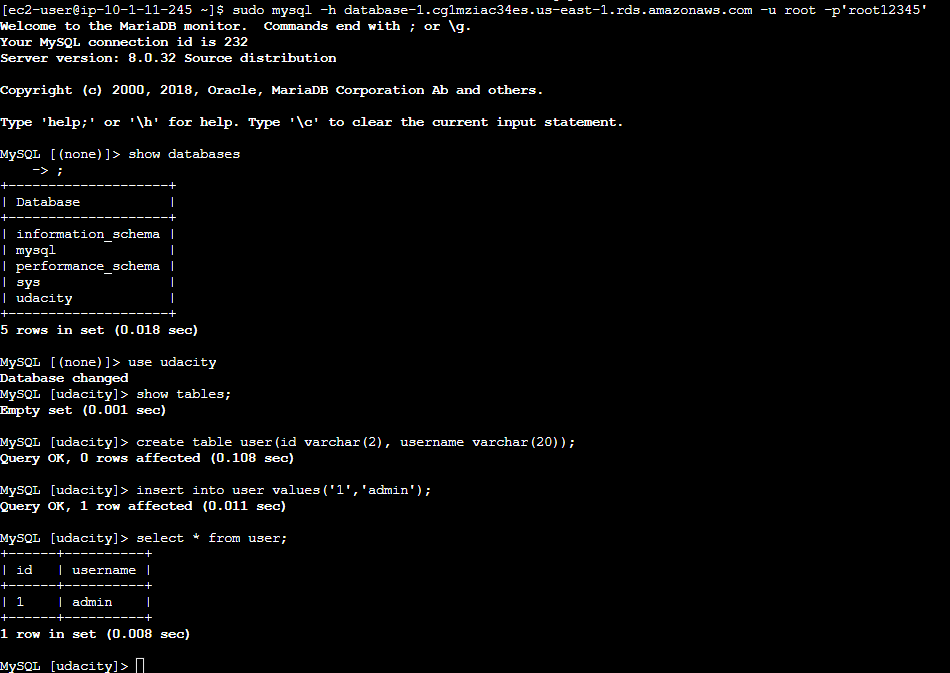 [ec2-user@ip-10-1-11-245 ~]$ sudo mysql -h database-1.cg1mziac34es.us-east-1.rds.amazonaws.com -u root -p'root12345'
Welcome to the MariaDB monitor.  Commands end with ; or \g.
Your MySQL connection id is 232
Server version: 8.0.32 Source distribution

Copyright (c) 2000, 2018, Oracle, MariaDB Corporation Ab and others.

Type 'help;' or '\h' for help. Type '\c' to clear the current input statement.

MySQL [(none)]> show databases
    -> ;
+--------------------+
| Database           |
+--------------------+
| information_schema |
| mysql              |
| performance_schema |
| sys                |
| udacity            |
+--------------------+
5 rows in set (0.018 sec)

MySQL [(none)]> use udacity
Database changed
MySQL [udacity]> show tables;
Empty set (0.001 sec)

MySQL [udacity]> create table user(id varchar(2), username varchar(20));
Query OK, 0 rows affected (0.108 sec)

MySQL [udacity]> insert into user values('1','admin');
Query OK, 1 row affected (0.011 sec)

MySQL [udacity]> select * from user;
+------+----------+
| id   | username |
+------+----------+
| 1    | admin    |
+------+----------+
1 row in set (0.008 sec)

MySQL [udacity]>